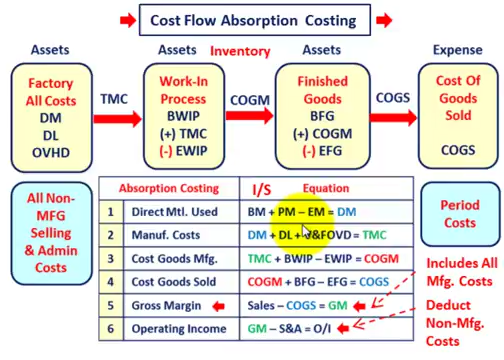 Cost Flow Absorption Costing
Assets
Assets
Inventory
Assets
Expense
Factory
All Costs
DM
DL
OVHD
TMC
Work-In
Process
BWIP
(+) TMC
(-) EWIP
COGM
Finished
Goods
BFG
(+) COGM
(-) EFG
COGS
Cost Of
Goods
Sold
COGS
All Non-
MFG
Selling
& Admin
Costs
Absorption Costing I/S Equation
1 Direct Mtl. Used BM + PM – EM = DM
2 Manuf. Costs DM + DL + V&FOVD = TMC
3 Cost Goods Mfg. TMC + BWIP – EWIP = COGM
4 Cost Goods Sold COGM + BFG – EFG = COGS
5 Gross Margin Sales – COGS = GM
6 Operating Income GM – S&A = O/I
Period
Costs
Includes All
Mfg. Costs
Deduct
Non-Mfg.
Costs